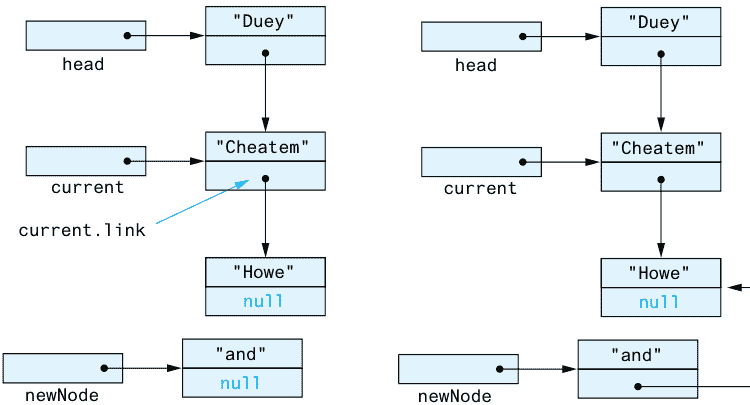 "Duey"
head
"Cheatem"
current
current.link
"Howe"
null
"and"
null
newNode
"Duey"
head
"Cheatem"
current
"Howe"
null
"and"
newNode